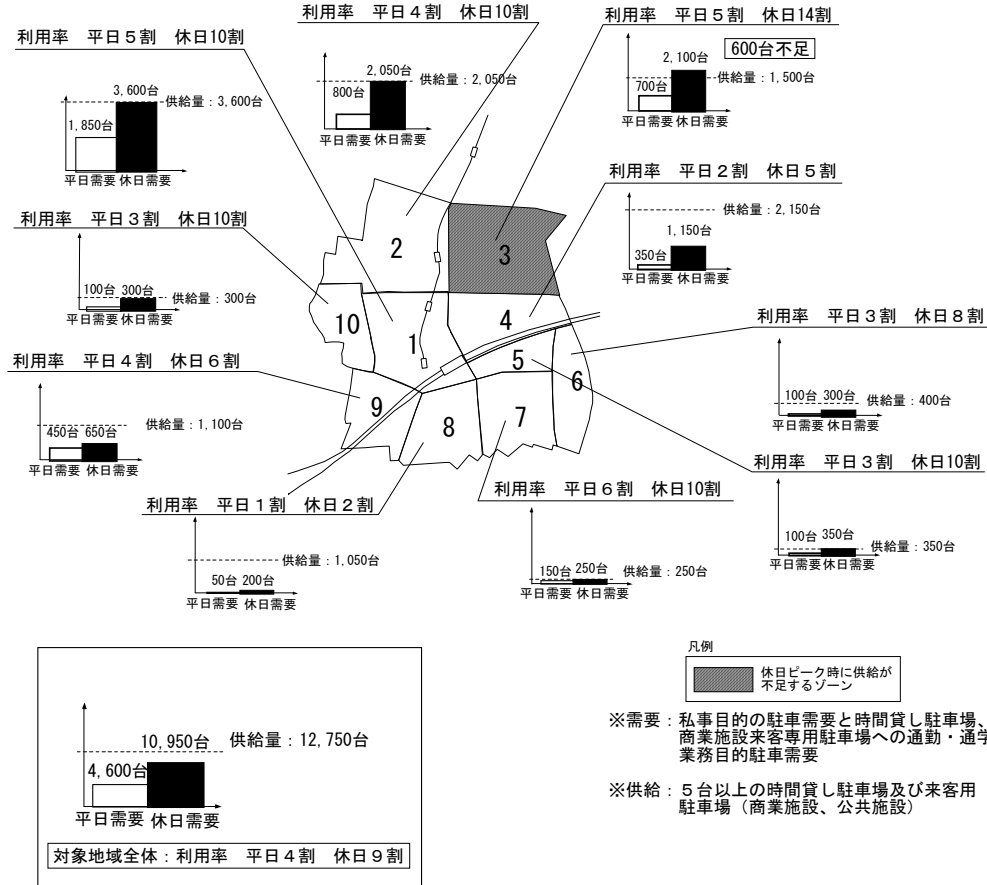 利用率　平日４割　休日10割
2,050台
供給量：2,050台
800台
平日需要 休日需要
利用率　平日５割　休日14割
600台不足
2,100台
供給量：1,500台
700台
平日需要 休日需要
利用率　平日５割　休日10割
3,600台
供給量：3,600台
1,850台
平日需要 休日需要
利用率　平日２割　休日５割
供給量：2,150台
1,150台
350台
平日需要 休日需要
利用率　平日３割　休日10割
100台 300台
供給量：300台
平日需要 休日需要
2
3
10
1
4
5
6
9
8
7
利用率　平日３割　休日８割
100台 300台
供給量：400台
平日需要 休日需要
利用率　平日４割　休日６割
供給量：1,100台
450台 650台
平日需要 休日需要
利用率　平日３割　休日10割
100台 350台
供給量：350台
平日需要 休日需要
利用率　平日１割　休日２割
供給量：1,050台
50台 200台
平日需要 休日需要
利用率　平日６割　休日10割
150台 250台
供給量：250台
平日需要 休日需要
10,950台
供給量：12,750台
4,600台
平日需要 休日需要
対象地域全体：利用率　平日４割　休日９割
凡例
休日ピーク時に供給が
不足するゾーン
※需要：私事目的の駐車需要と時間貸し駐車場、
商業施設来客専用駐車場への通勤・通学
業務目的駐車需要
※供給：５台以上の時間貸し駐車場及び来客用
駐車場（商業施設、公共施設）